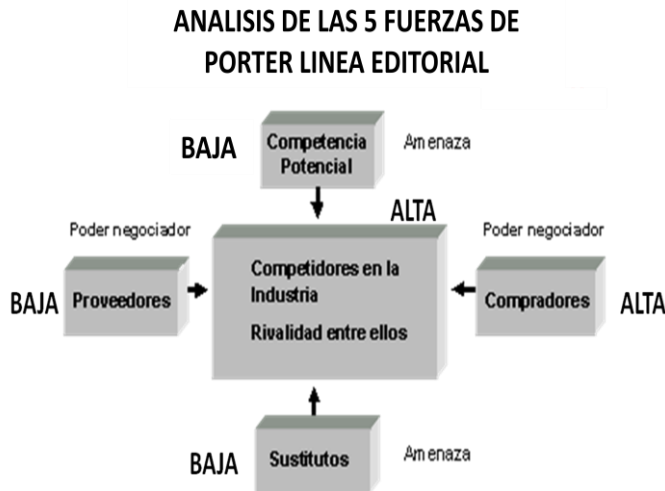 ANALISIS DE LAS 5 FUERZAS DE
PORTER LINEA EDITORIAL
BAJA
Competencia
Potencial
Amenaza
ALTA
Poder negociador
Poder negociador
BAJA
Proveedores
Competidores en la
Industria
Rivalidad entre ellos
Compradores
ALTA
BAJA
Sustitutos
Amenaza